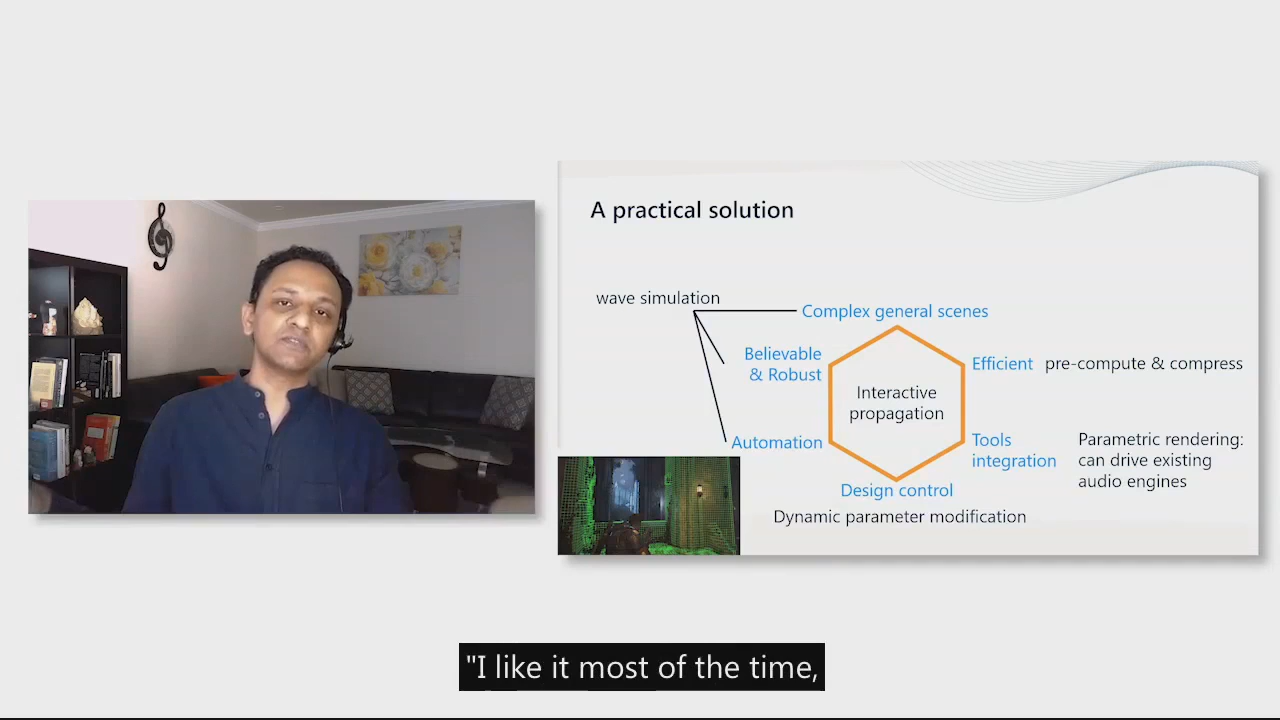 A practical solution
wave simulation
Complex general scenes
Believable
& Robust
Efficient
pre-compute & compress
Interactive
propagation
Automation
Tools
integration
Parametric rendering:
can drive existing
audio engines
Design control
Dynamic parameter modification
"I like it most of the time,